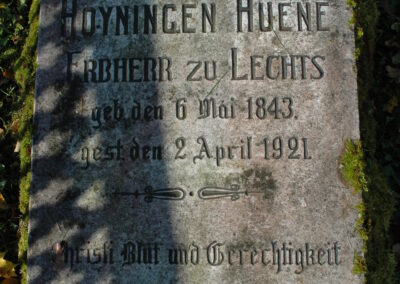 Hoyningen Huene
Erbherr zu Lechts
geb. den 6 Mai 1843.
gest. den 2 April 1921.
Christi Blut und Gerechtigkeit